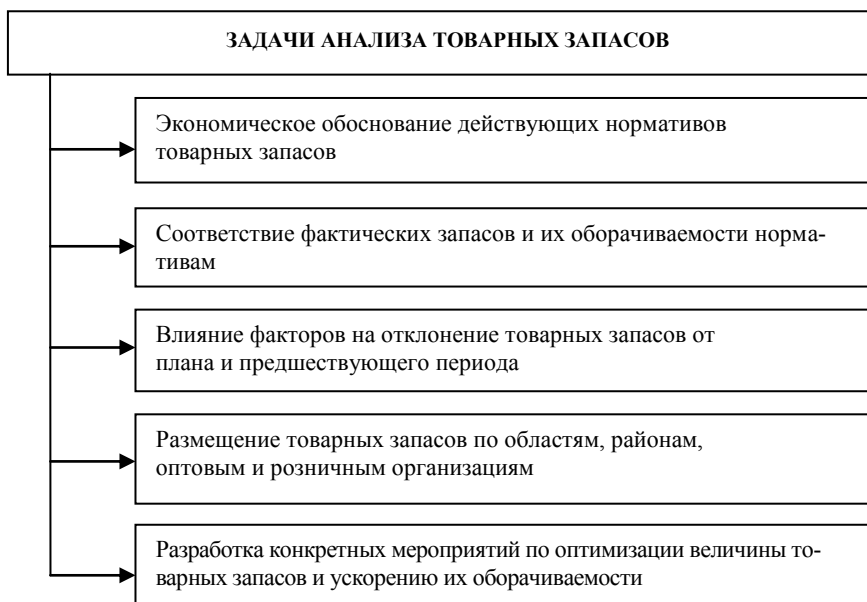 ЗАДАЧИ АНАЛИЗА ТОВАРНЫХ ЗАПАСОВ
Экономическое обоснование действующих нормативов
товарных запасов
Соответствие фактических запасов и их оборачиваемости норма-
тивам
Влияние факторов на отклонение товарных запасов от
плана и предшествующего периода
Размещение товарных запасов по областям, районам,
оптовым и розничным организациям
Разработка конкретных мероприятий по оптимизации величины то-
варных запасов и ускорению их оборачиваемости